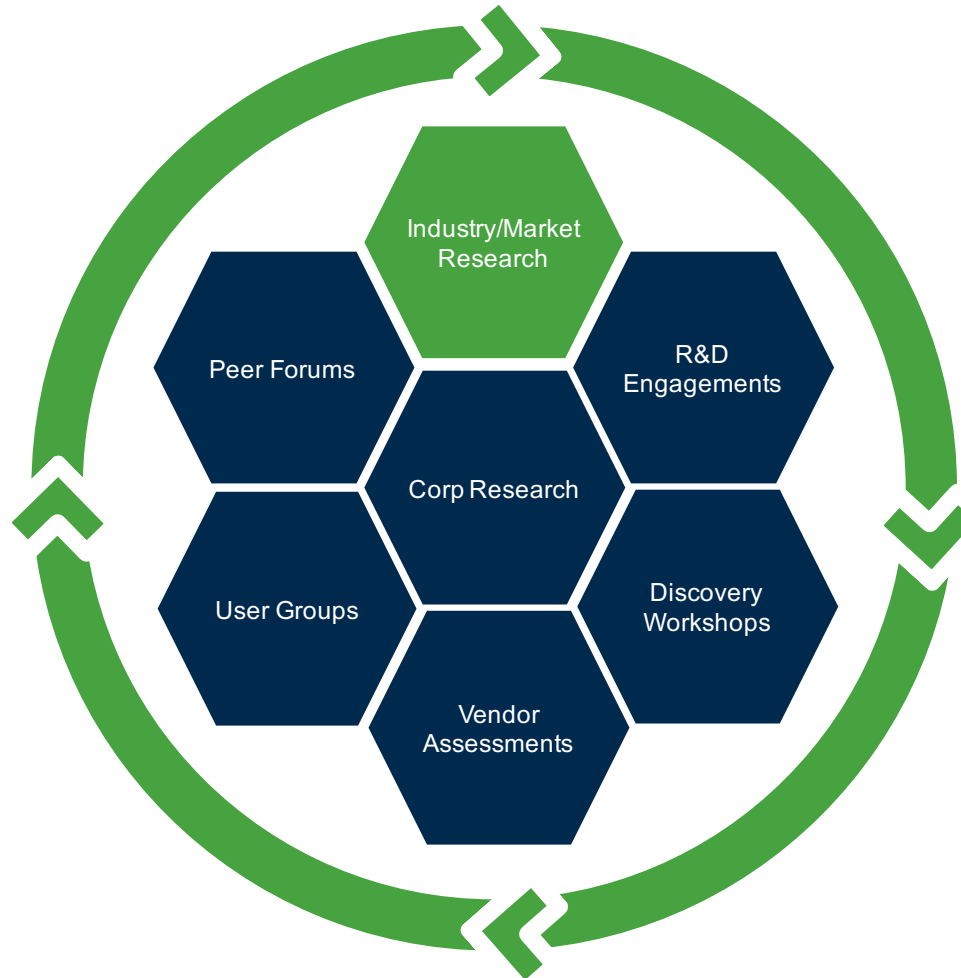 Industry/Market
Research
Peer Forums
R&D
Engagements
Corp Research
User Groups
Discovery
Workshops
Vendor
Assessments